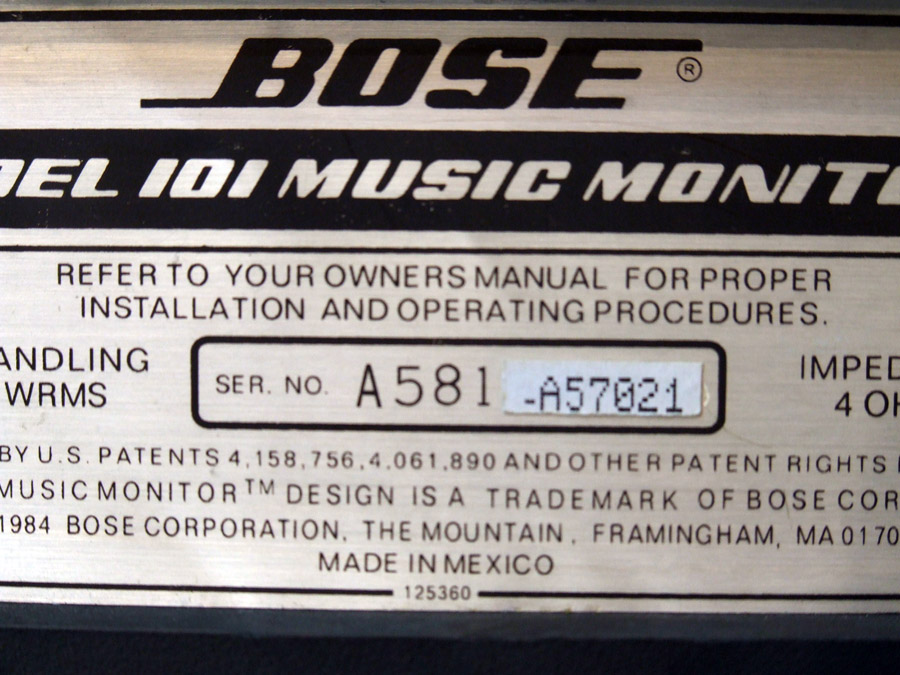 BOSE®
DEL 101 MUSIC MONITO
REFER TO YOUR OWNERS MANUAL FOR PROPER
INSTALLATION AND OPERATING PROCEDURES.
ANDLING
WRMS
SER. NO. A581 -A57021
IMPED
4 OH
BY U.S. PATENTS 4,158,756,4.061,890 AND OTHER PATENT RIGHTS
MUSIC MONITOR™ DESIGN IS A TRADEMARK OF BOSE COR
1984 BOSE CORPORATION, THE MOUNTAIN, FRAMINGHAM, MA 0170
MADE IN MEXICO
125360